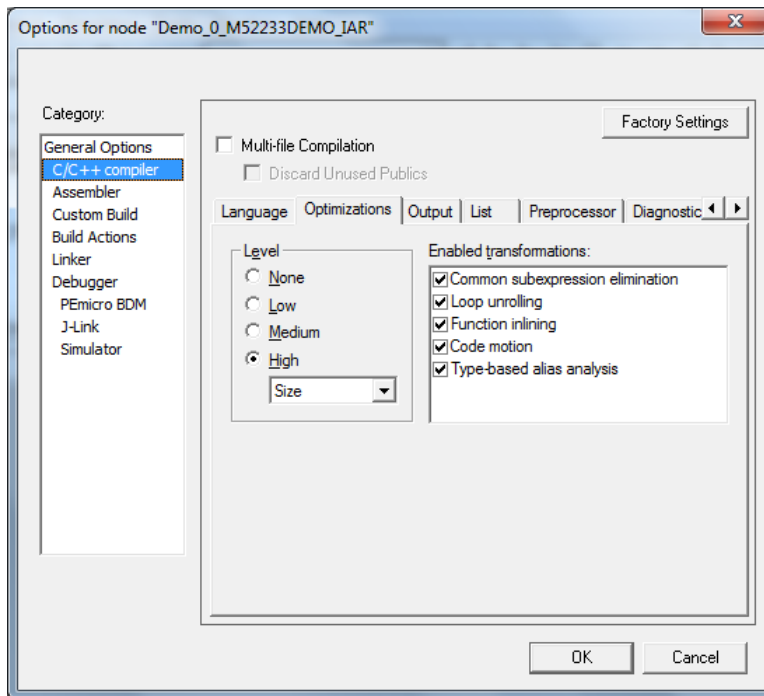 Options for node "Demo_0_M52233DEMO_IAR"
Category:
General Options
C/C++ compiler
Assembler
Custom Build
Build Actions
Linker
Debugger
PEmicro BDM
J-Link
Simulator
Factory Settings
Multi-file Compilation
Discard Unused Publics
Language Optimizations Output List Preprocessor Diagnostic
Level
None
Low
Medium
High
Size
Enabled transformations:
Common subexpression elimination
Loop unrolling
Function inlining
Code motion
Type-based alias analysis
OK Cancel